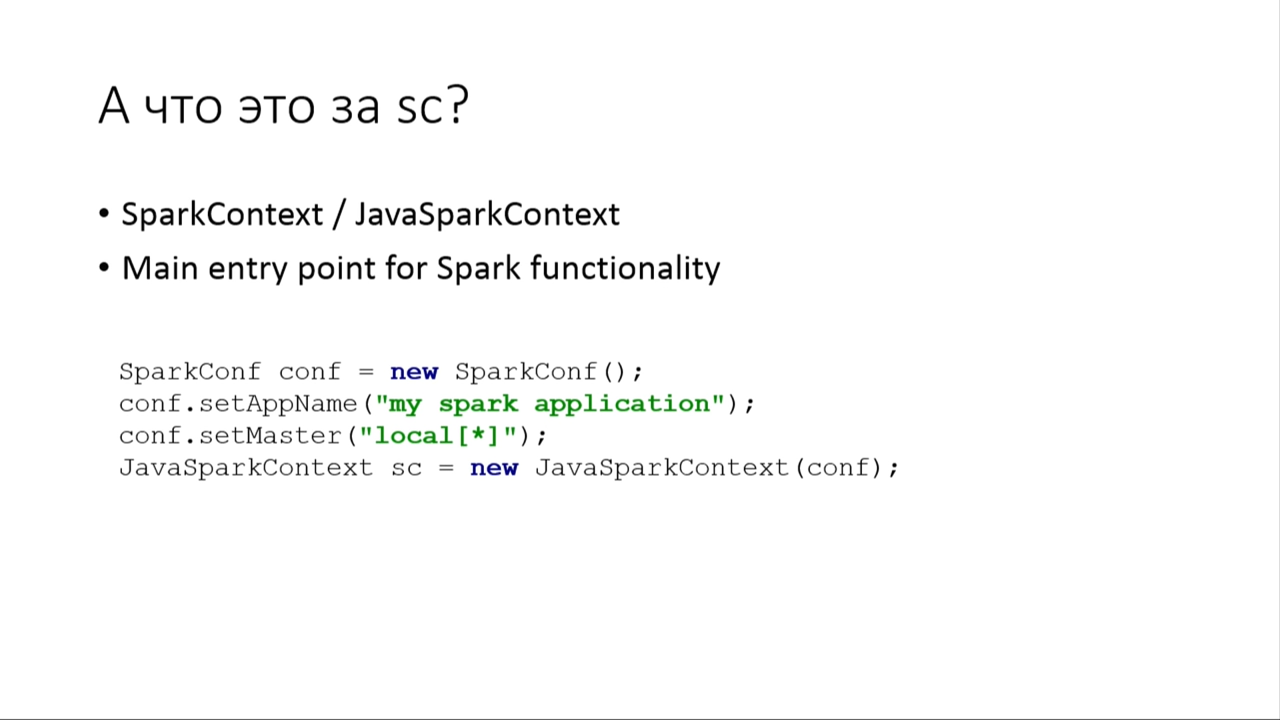 А что это за sc?
• SparkContext / JavaSparkContext
• Main entry point for Spark functionality
SparkConf conf = new SparkConf();
conf.setAppName("my spark application");
conf.setMaster("local[*]");
JavaSparkContext sc = new JavaSparkContext(conf);